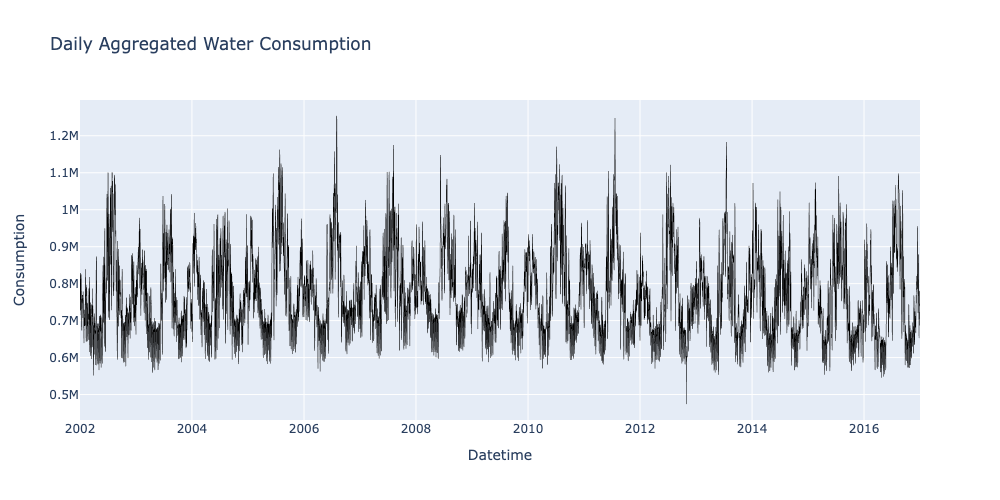 Daily Aggregated Water Consumption
Consumption
1.2M
1.1M
1M
0.9M
0.8M
0.7M
0.6M
0.5M
2002 2004 2006 2008 2010 2012 2014 2016
Datetime